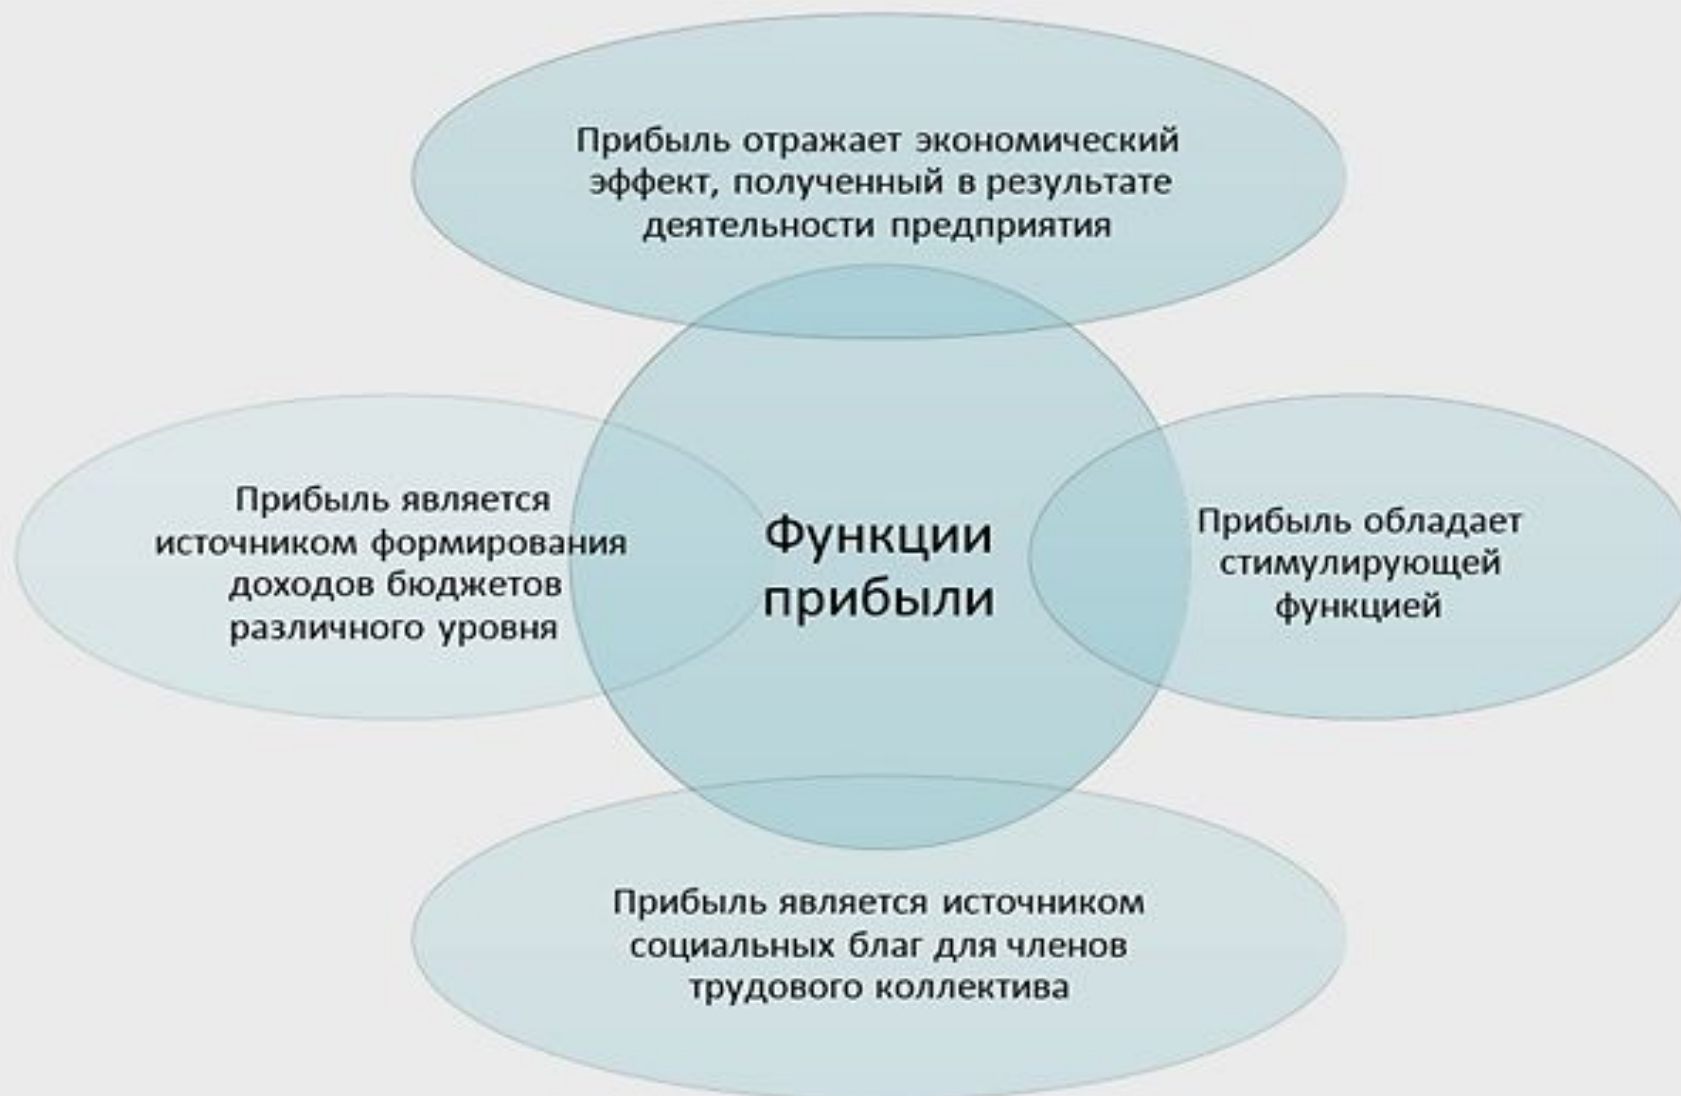 Прибыль отражает экономический
эффект, полученный в результате
деятельности предприятия
Прибыль является
источником формирования
доходов бюджетов
различного уровня
Функции
прибыли
Прибыль обладает
стимулирующей
функцией
Прибыль является источником
социальных благ для членов
трудового коллектива